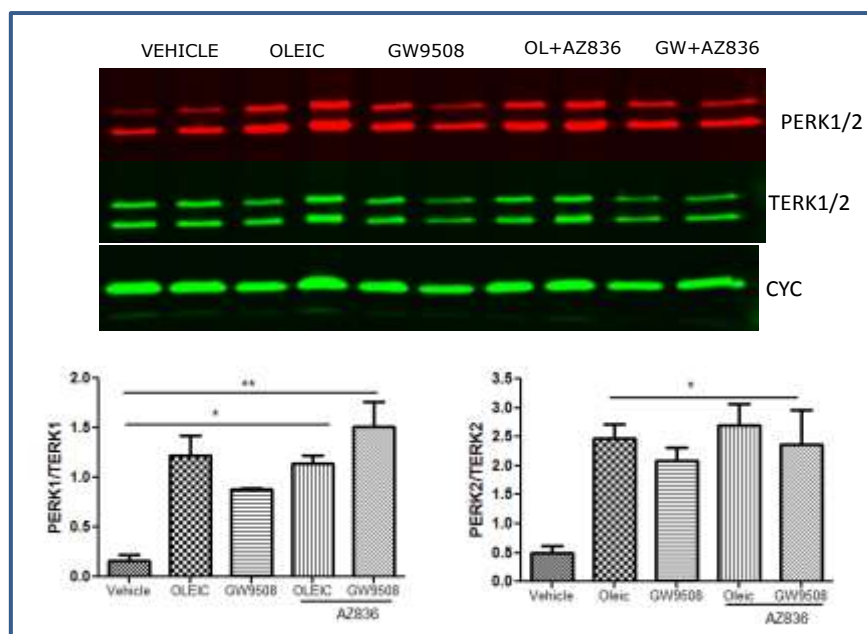 VEHICLE OLEIC GW9508 OL+AZ836 GW+AZ836
PERK1/2
TERK1/2
CYC
PERK1/TERK1
2.0
1.5
1.0
0.5
0.0
**
*
Vehicle OLEIC GW9508 OLEIC GW9508
AZ836
PERK2/TERK2
3.5
3.0
2.5
2.0
1.5
1.0
0.5
0.0
*
Vehicle Oleic GW9508 Oleic GW9508
AZ836